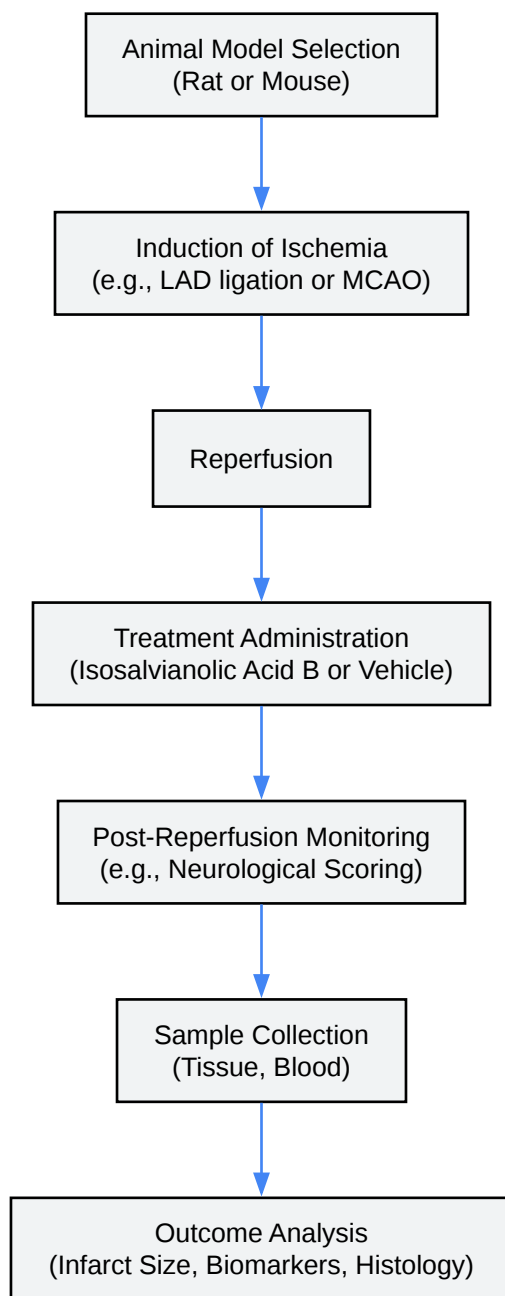 Animal Model Selection
(Rat or Mouse)
Induction of Ischemia
(e.g., LAD ligation or MCAO)
Reperfusion
Treatment Administration
(Isosalvianolic Acid B or Vehicle)
Post-Reperfusion Monitoring
(e.g., Neurological Scoring)
Sample Collection
(Tissue, Blood)
Outcome Analysis
(Infarct Size, Biomarkers, Histology)